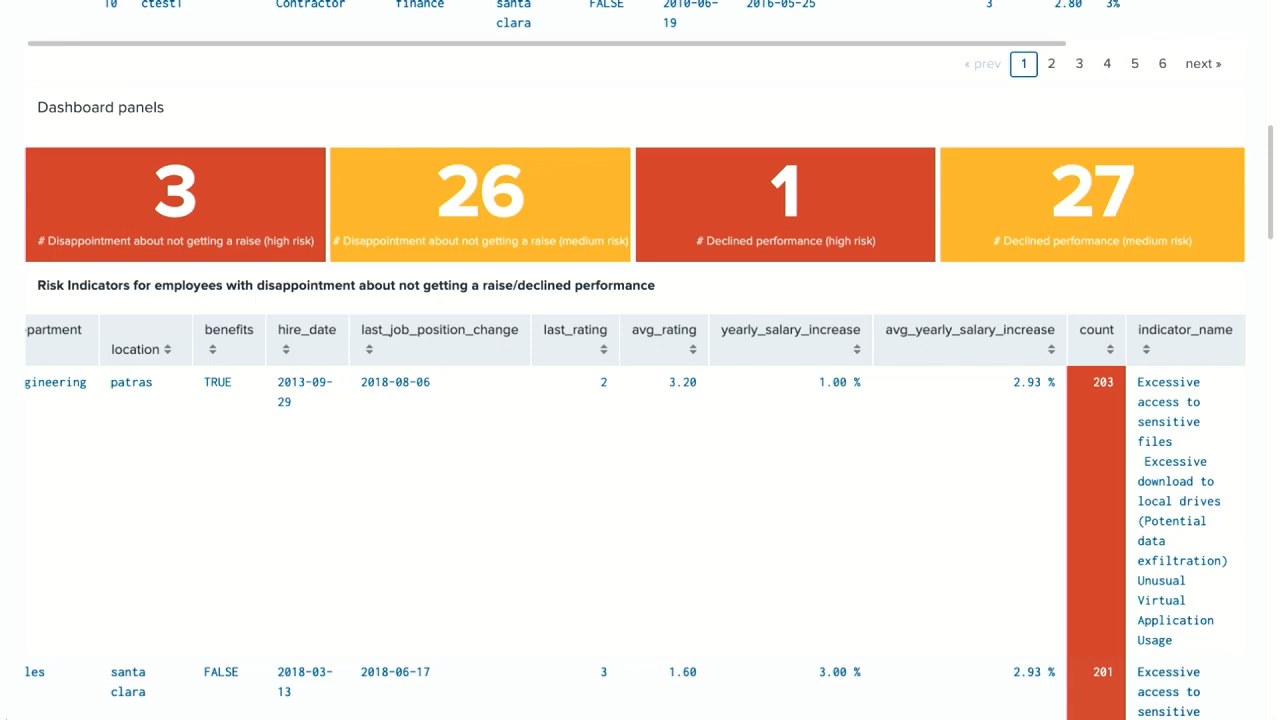 10 ctest1 Contractor finance santa FALSE 2010-06- 2016-05-25 3 2.80 3%
clara 19
« prev 1 2 3 4 5 6 next »
Dashboard panels
3 26 1 27
# Disappointment about not getting a raise (high risk) # Disappointment about not getting a raise (medium risk) # Declined performance (high risk) # Declined performance (medium risk)
Risk Indicators for employees with disappointment about not getting a raise/declined performance
partment benefits hire_date last_job_position_change last_rating avg_rating yearly_salary_increase avg_yearly_salary_increase count indicator_name
location
gineering patras TRUE 2013-09- 2018-08-06 2 3.20 1.00 % 2.93 % 203 Excessive
29 access to
sensitive
files
Excessive
download to
local drives
(Potential
data
exfiltration)
Unusual
Virtual
Application
Usage
les santa FALSE 2018-03- 2018-06-17 3 1.60 3.00 % 2.93 % 201 Excessive
clara 13 access to
sensitive